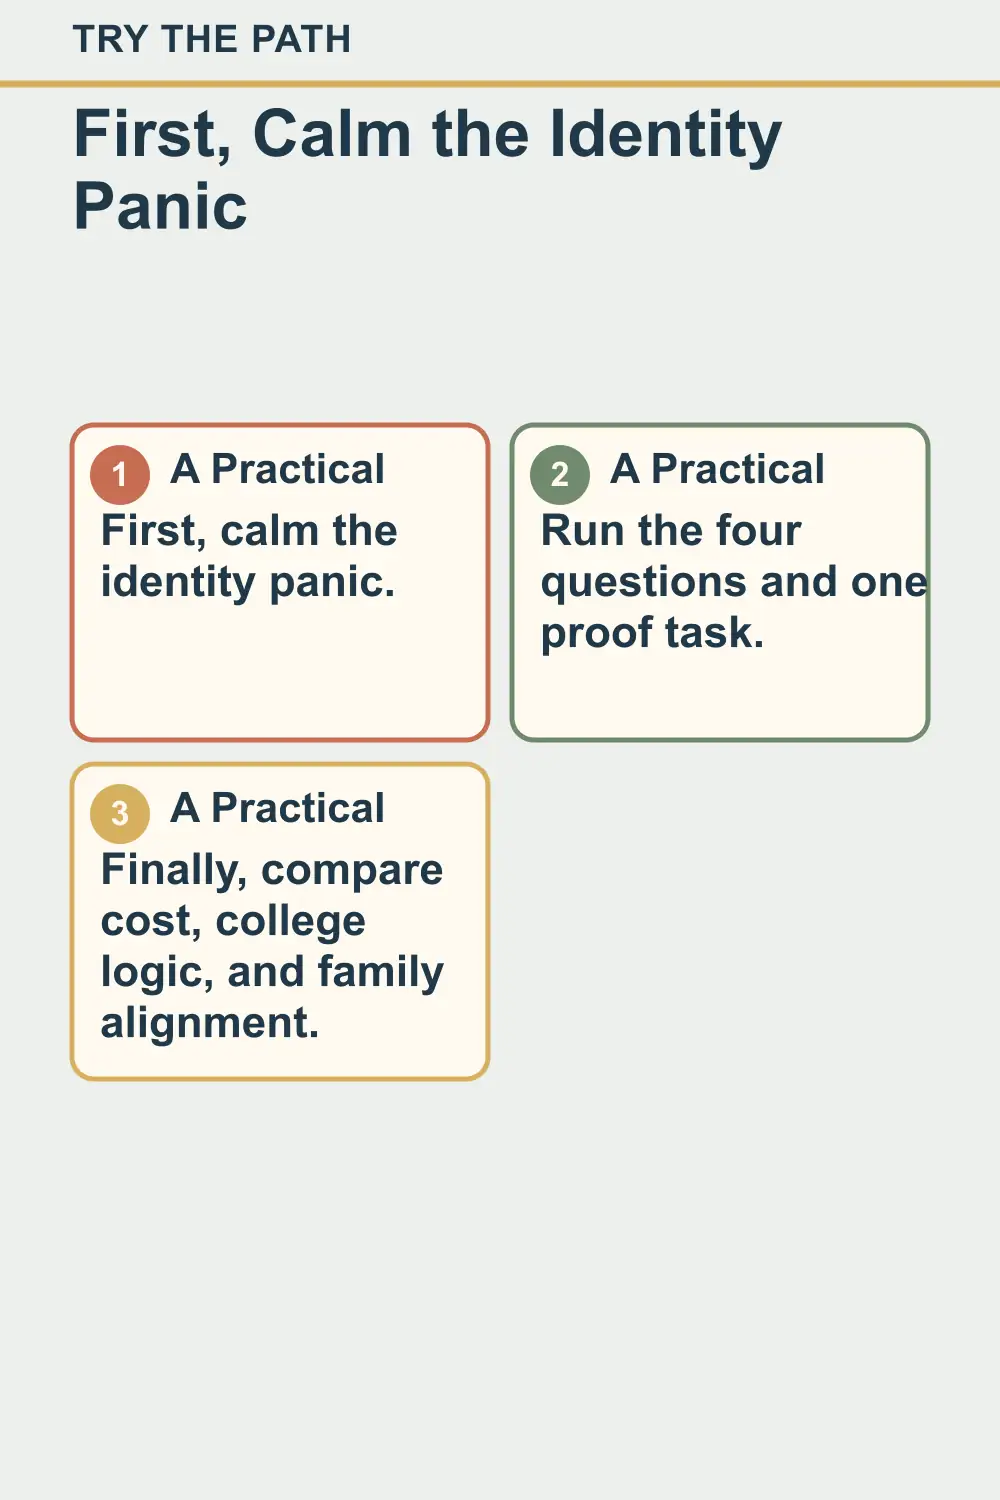 TRY THE PATH
First, Calm the Identity
Panic
1 A Practical
First, calm the
identity panic.
2 A Practical
Run the four
questions and one
proof task.
3 A Practical
Finally, compare
cost, college
logic, and family
alignment.